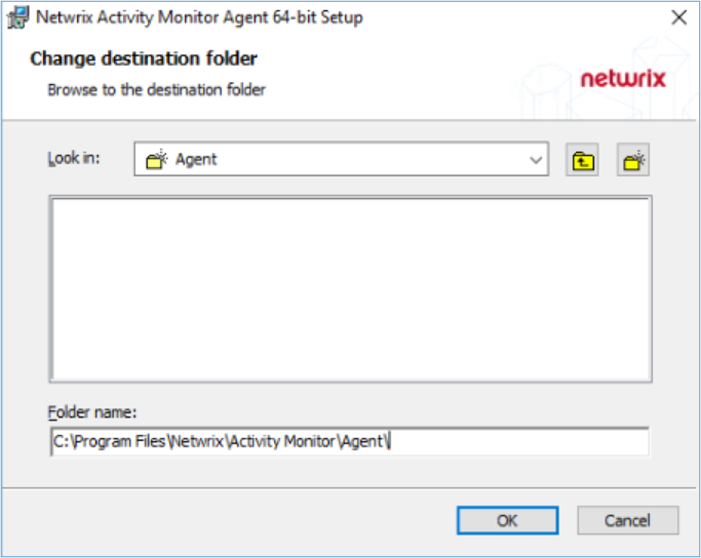 Netwrix Activity Monitor Agent 64-bit Setup
Change destination folder
Browse to the destination folder
netwrix
Look in:
Agent
Folder name:
C:\Program Files\Netwrix\Activity Monitor\Agent\
OK
Cancel